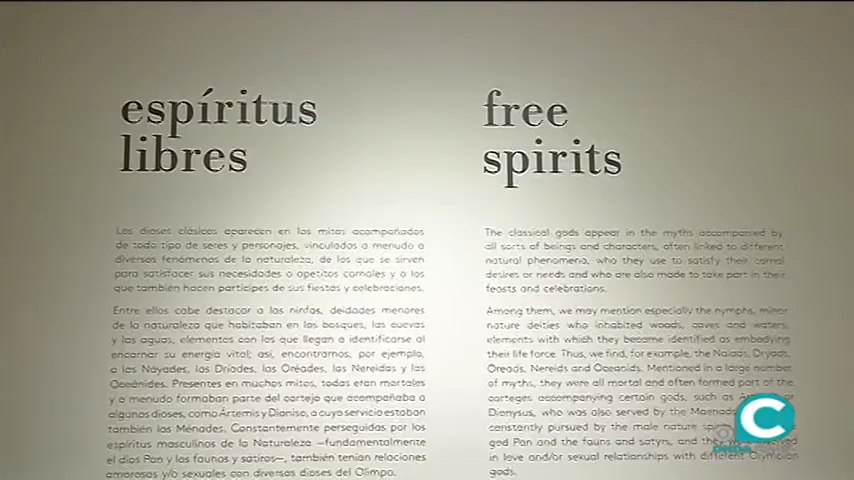 espíritus
libres
Los dioses clásicos aparecen en los mitos acompañados
de todo tipo de seres y personajes, vinculados a menudo a
diversos fenómenos de la naturaleza, de los que se sirven
para satisfacer sus necesidades o apetitos carnales y a los
que también hacen partícipes de sus fiestas y celebraciones.
Entre ellos cabe destacar a las ninfas, deidades menores
de la naturaleza que habitaban en los bosques, las cuevas
y las aguas, elementos con los que llegan a identificarse al
encarnar su energía vital; así, encontramos, por ejemplo,
a las Náyades, las Dríades, las Oréades, las Nereidas y las
Oceánides. Presentes en muchos mitos, todas eran mortales
y a menudo formaban parte del cortejo que acompañaba a
algunos dioses, como Ártemis y Dioniso, a cuyo servicio estaban
también las Ménades. Constantemente perseguidas por los
espíritus masculinos de la Naturaleza —fundamentalmente
el dios Pan y los faunos y sátiros—, también tenían relaciones
amorosas y/o sexuales con diversos dioses del Olimpo.
free
spirits
The classical gods appear in the myths accompanied by
all sorts of beings and characters, often linked to different
natural phenomena, who they use to satisfy their carnal
desires or needs and who are also made to take part in their
feasts and celebrations.
Among them, we may mention especially the nymphs, minor
nature deities who inhabited woods, caves and waters,
elements with which they became identified as embodying
their life force. Thus, we find, for example, the Naiads, Dryads,
Oreads, Nereids and Oceanids. Mentioned in a large number
of myths, they were all mortal and often formed part of the
corteges accompanying certain gods, such as
Dionysus, who was also served by the Maenads
constantly pursued by the male nature
god Pan and the fauns and satyrs, and they
in love and/or sexual relationships with different Olympian
gods.
C